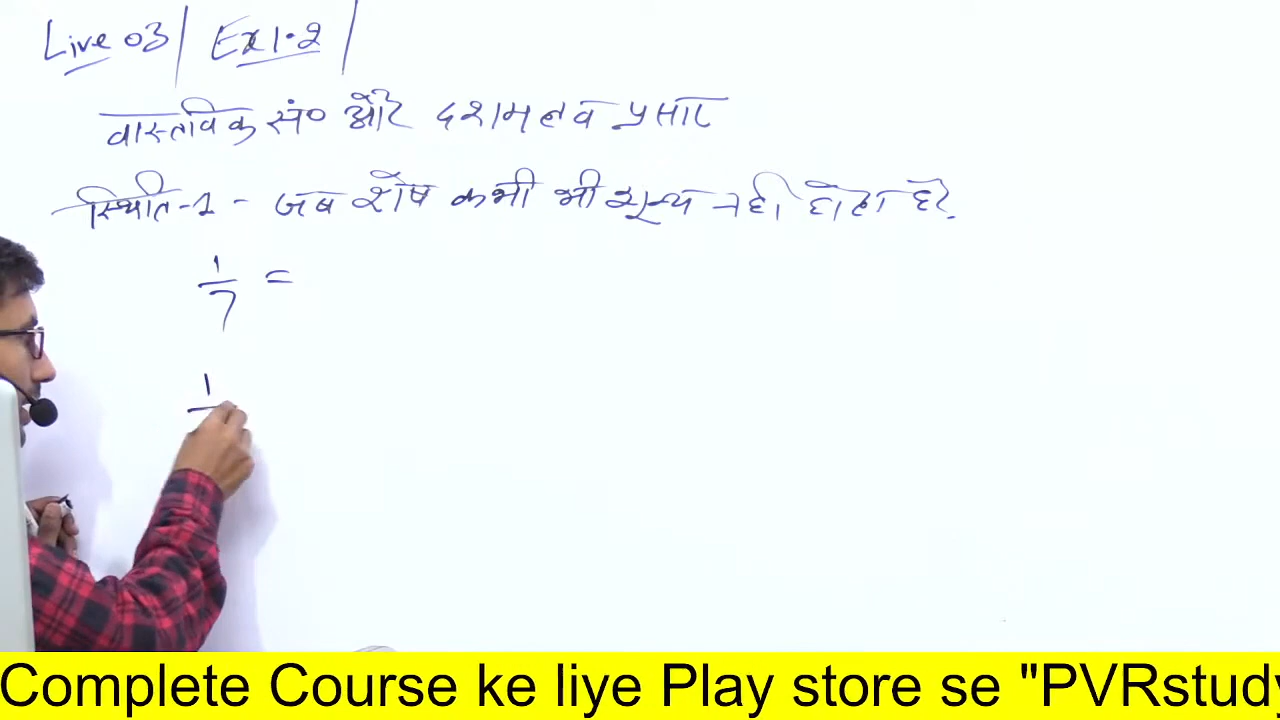 Live 03 | Ex 1.2 |
वास्तविक सं० और दशमलव प्रसार
स्थिति-1 - जब शेष कभी भी शून्य नही होता है.
1/7 =
1
Complete Course ke liye Play store se "PVRstudy